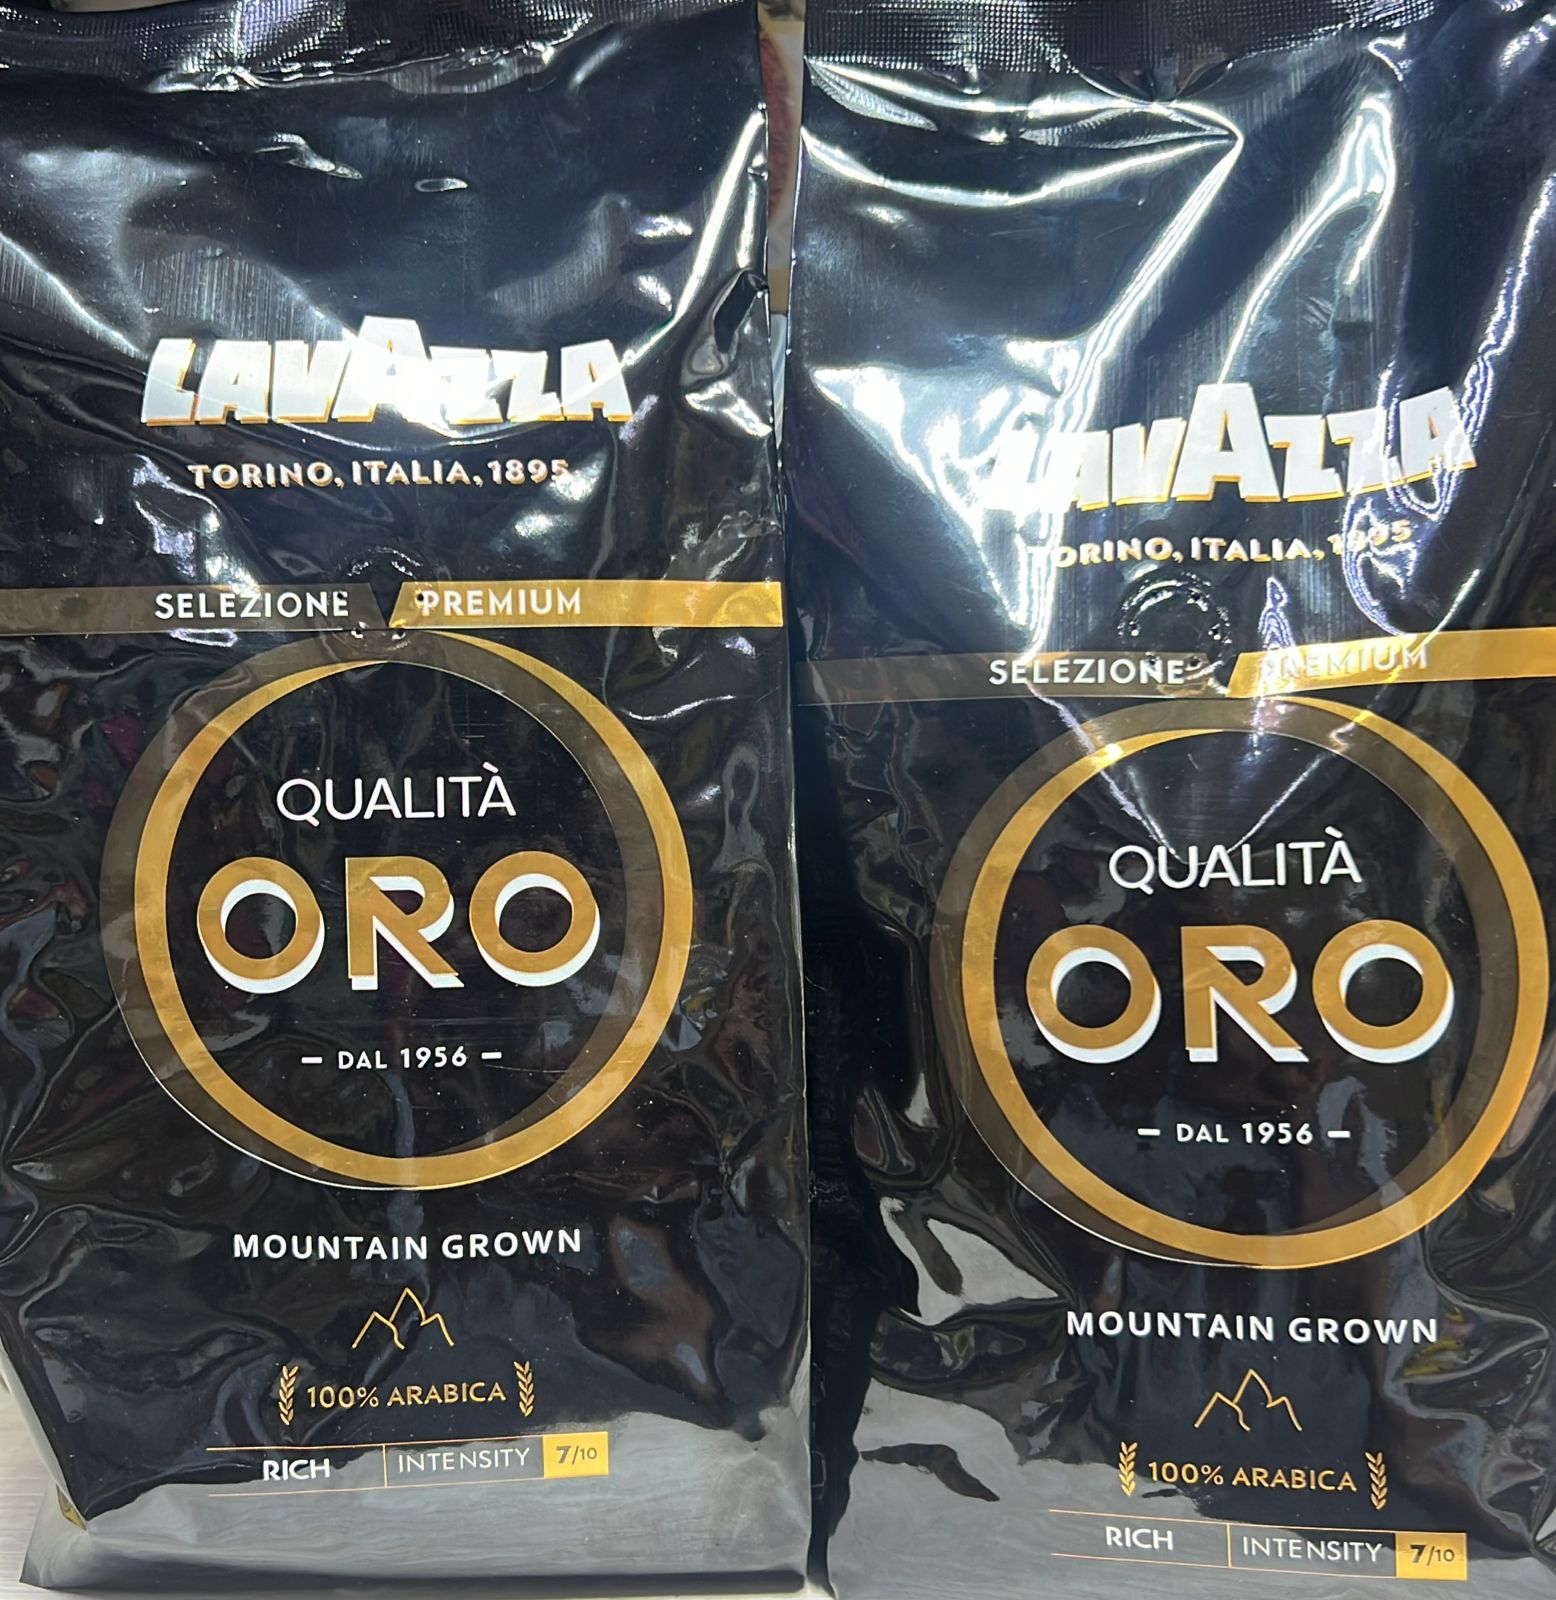 LAVAZZA
TORINO, ITALIA, 1895
SELEZIONE PREMIUM
QUALITÀ
ORO
– DAL 1956 –
MOUNTAIN GROWN
100% ARABICA
RICH INTENSITY 7/10
LAVAZZA
TORINO, ITALIA, 1895
SELEZIONE PREMIUM
QUALITÀ
ORO
– DAL 1956 –
MOUNTAIN GROWN
100% ARABICA
RICH INTENSITY 7/10